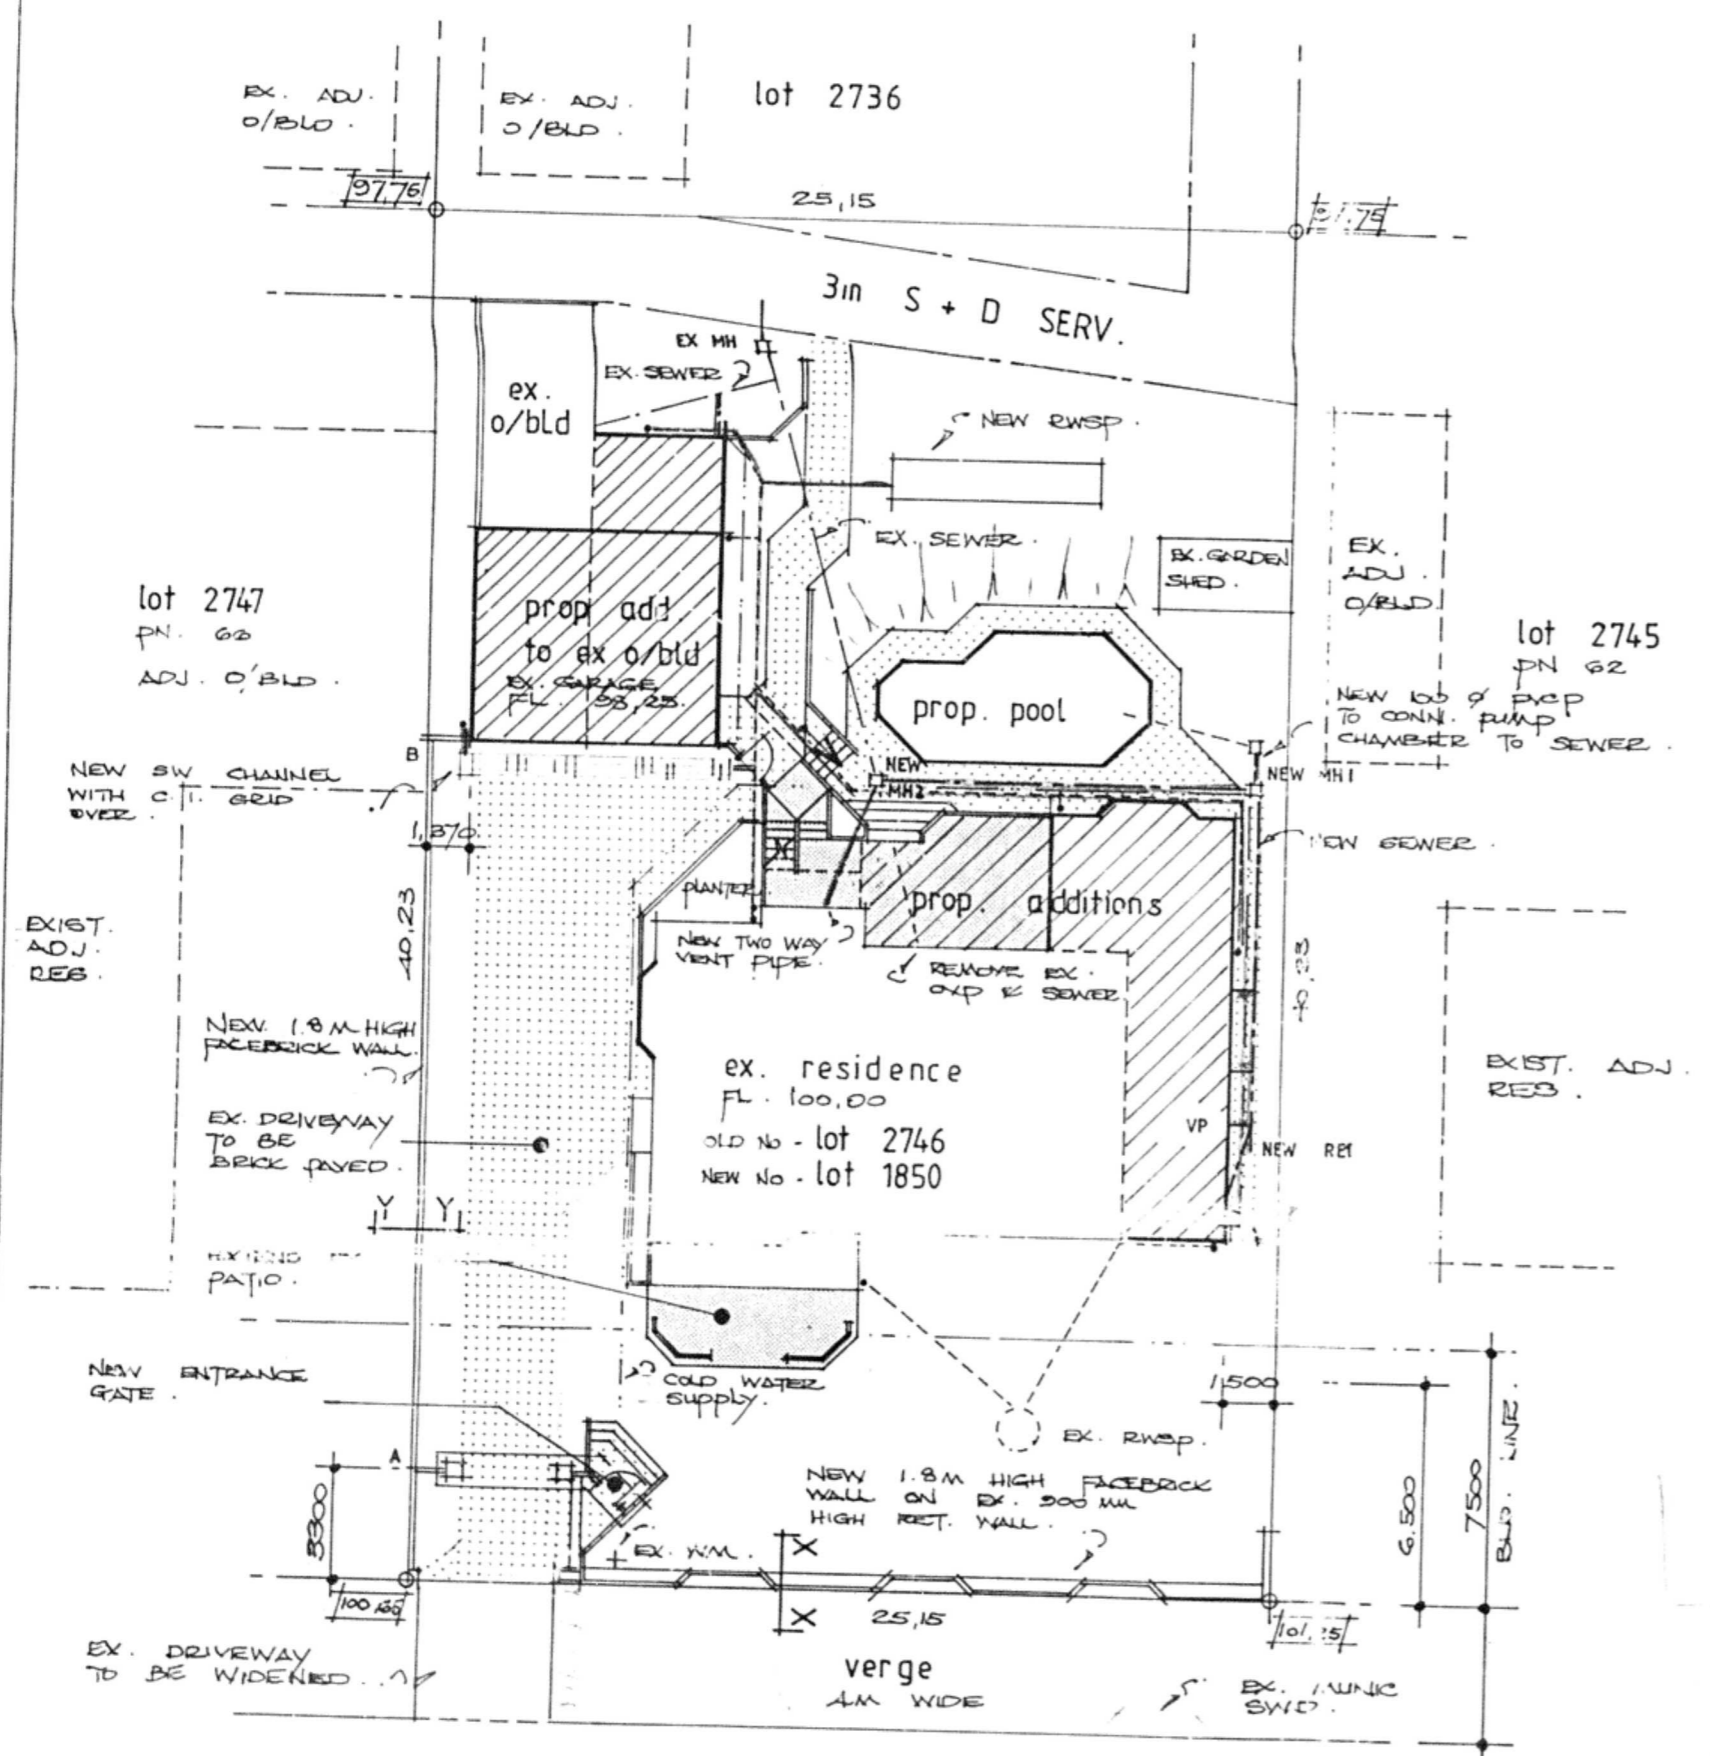 EX. ADJ.
O/BLD.
EX. ADJ.
O/BLD.
lot 2736
97,76
25,15
3m S + D SERV.
EX MH
EX. SEWER
ex.
o/bld
NEW RWSP.
EX. SEWER.
EX. GARDEN
SHED.
EX.
ADJ.
O/BLD
lot 2747
PN.
ADJ. O/BLD.
prop add
to ex o/bld
EX. GARAGE
FL.
lot 2745
PN 62
prop. pool
NEW 100 Ø PVCP
TO CONN. PUMP
CHAMBER TO SEWER.
B
NEW SW CHANNEL
WITH C.I. GRID
OVER.
NEW
MH2
NEW MH1
1,370
NEW SEWER.
PLANTER
prop. additions
EXIST.
ADJ.
RES.
40,23
NEW TWO WAY
VENT PIPE.
REMOVE EX.
& SEWER
NEW 1.8 M HIGH
FACEBRICK WALL.
ex. residence
FL. 100,00
OLD No - lot 2746
NEW No - lot 1850
EXIST. ADJ.
RES.
EX. DRIVEWAY
TO BE
BRICK PAVED.
VP
NEW RE1
Y Y
PATIO.
NEW ENTRANCE
GATE.
COLD WATER
SUPPLY.
1,500
EX. RWSP.
A
3300
NEW 1.8M HIGH FACEBRICK
WALL ON EX. 900 MM
HIGH RET. WALL.
6.500
7500
BLD. LINE.
EX. WM.
X
X
25,15
EX. DRIVEWAY
TO BE WIDENED.
verge
4M WIDE
EX.